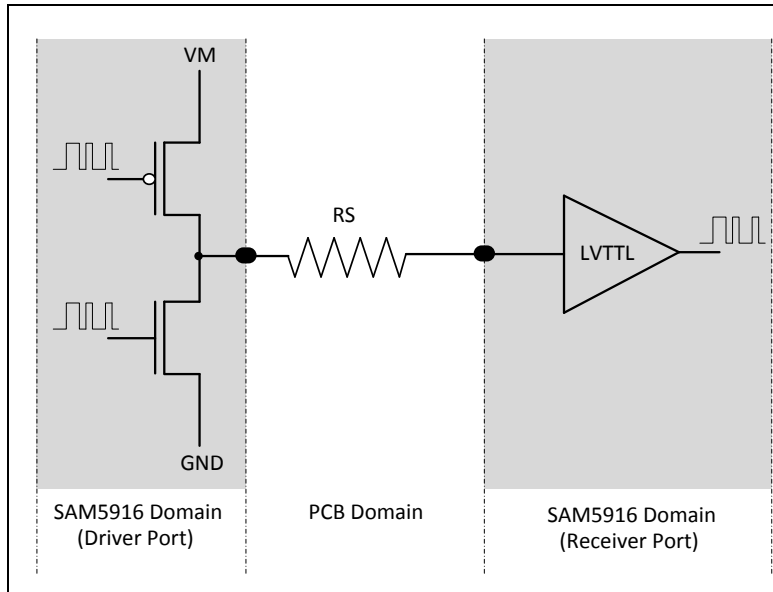 VM
RS
LVTTL
GND
SAM5916 Domain
(Driver Port)
PCB Domain
SAM5916 Domain
(Receiver Port)